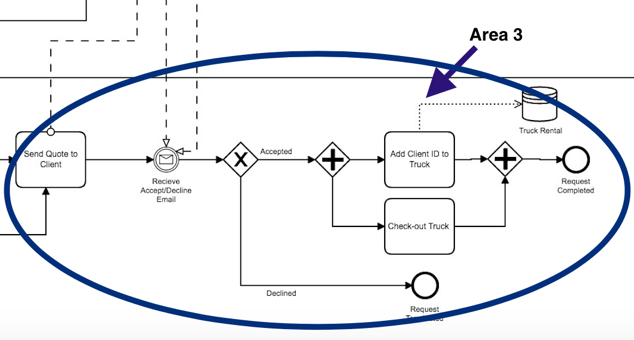 Area 3
Truck Rental
Send Quote to
Client
Recieve
Accept/Decline
Email
X
Accepted
Add Client ID to
Truck
Request
Completed
Check-out Truck
Declined
Request